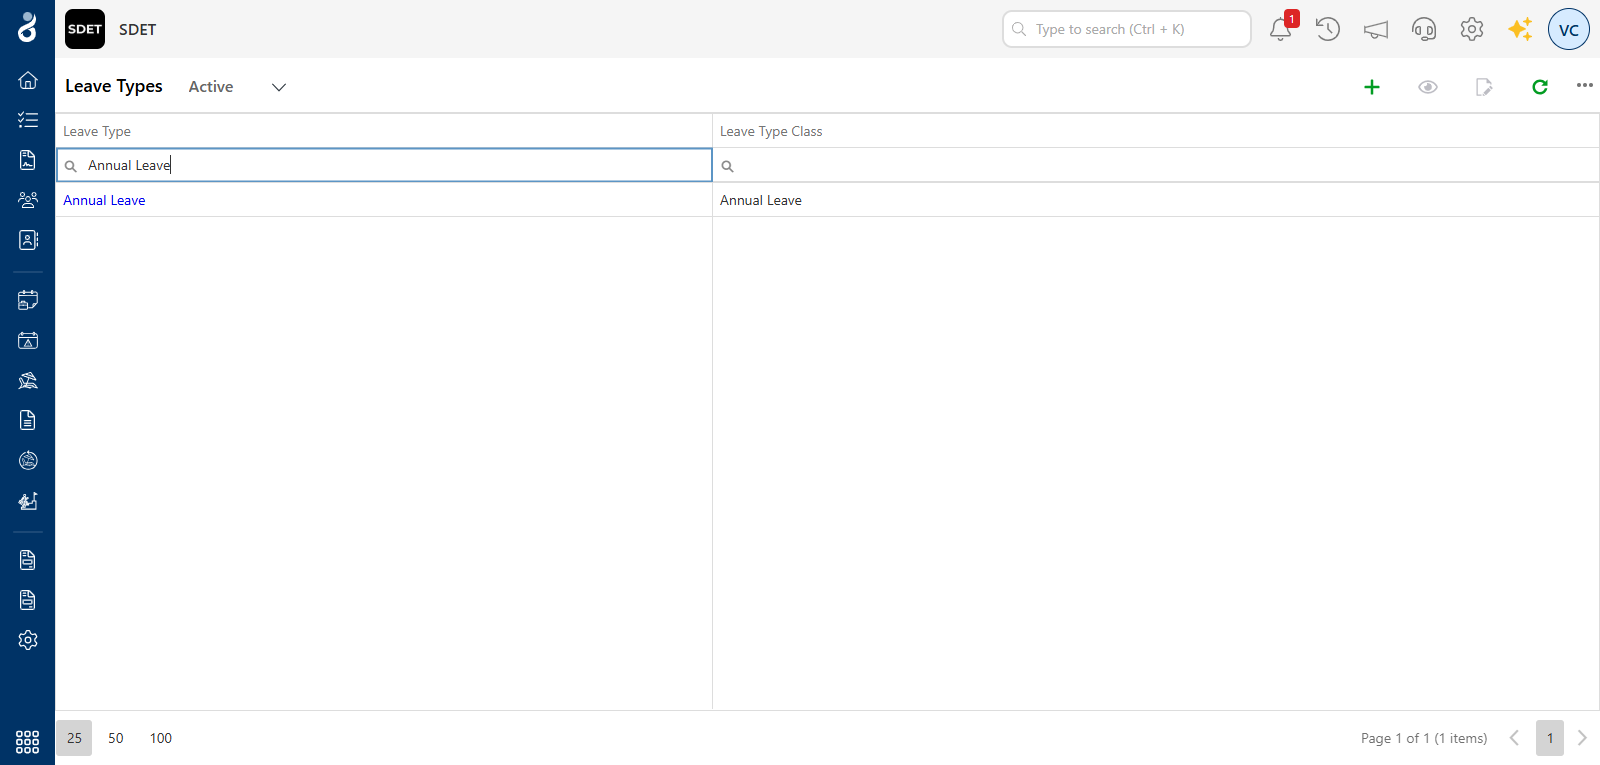 SDET SDET Type to search (Ctrl + K) 1 VC
Leave Types Active
Leave Type Leave Type Class
Annual Leave
Annual Leave Annual Leave
25 50 100 Page 1 of 1 (1 items) 1